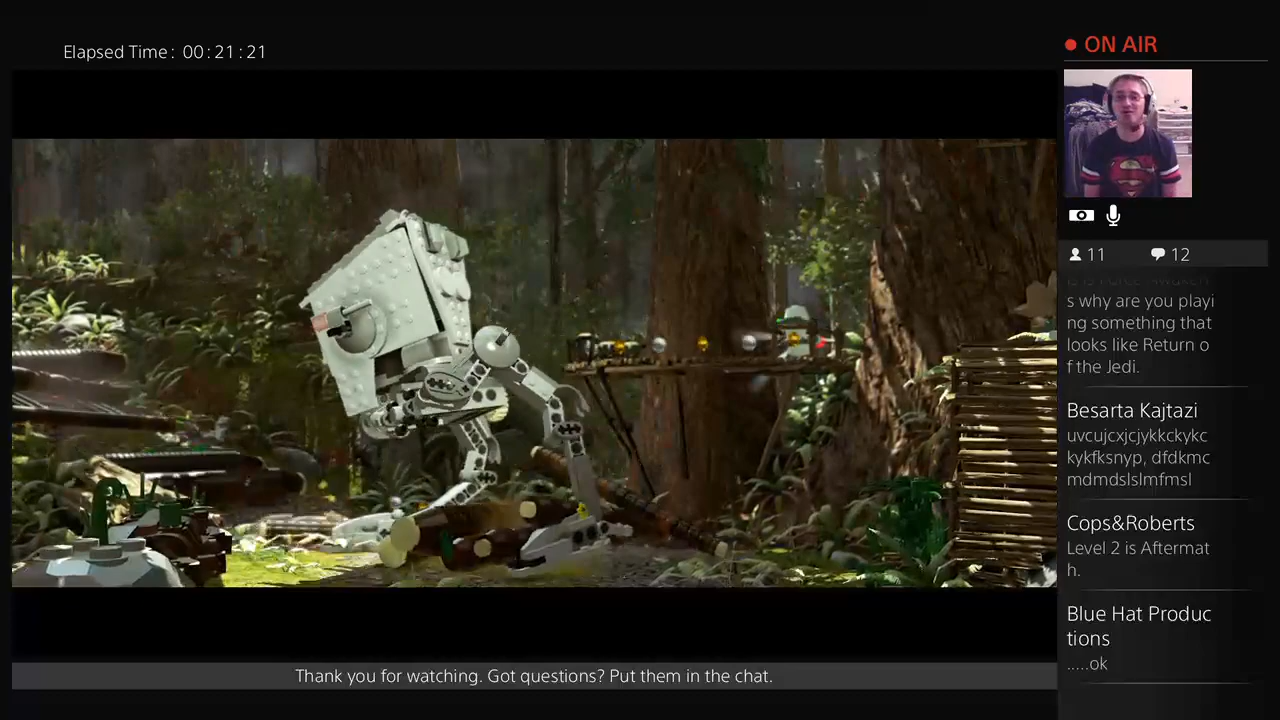 Elapsed Time: 00:21:21
ON AIR
11 12
s why are you playi
ng something that
looks like Return o
f the Jedi.
Besarta Kajtazi
uvcujcxjcjykkckykc
kykfksnyp, dfdkmc
mdmdslslmfmsl
Cops&Roberts
Level 2 is Aftermat
h.
Blue Hat Produc
tions
.....ok
Thank you for watching. Got questions? Put them in the chat.